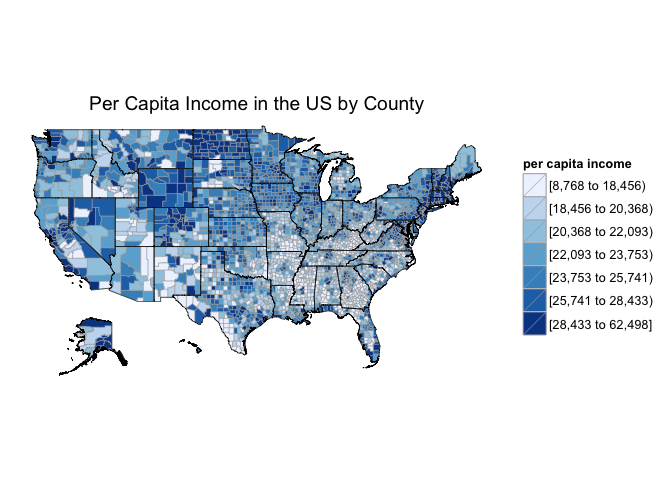 Per Capita Income in the US by County
per capita income
[8,768 to 18,456)
[18,456 to 20,368)
[20,368 to 22,093)
[22,093 to 23,753)
[23,753 to 25,741)
[25,741 to 28,433)
[28,433 to 62,498]